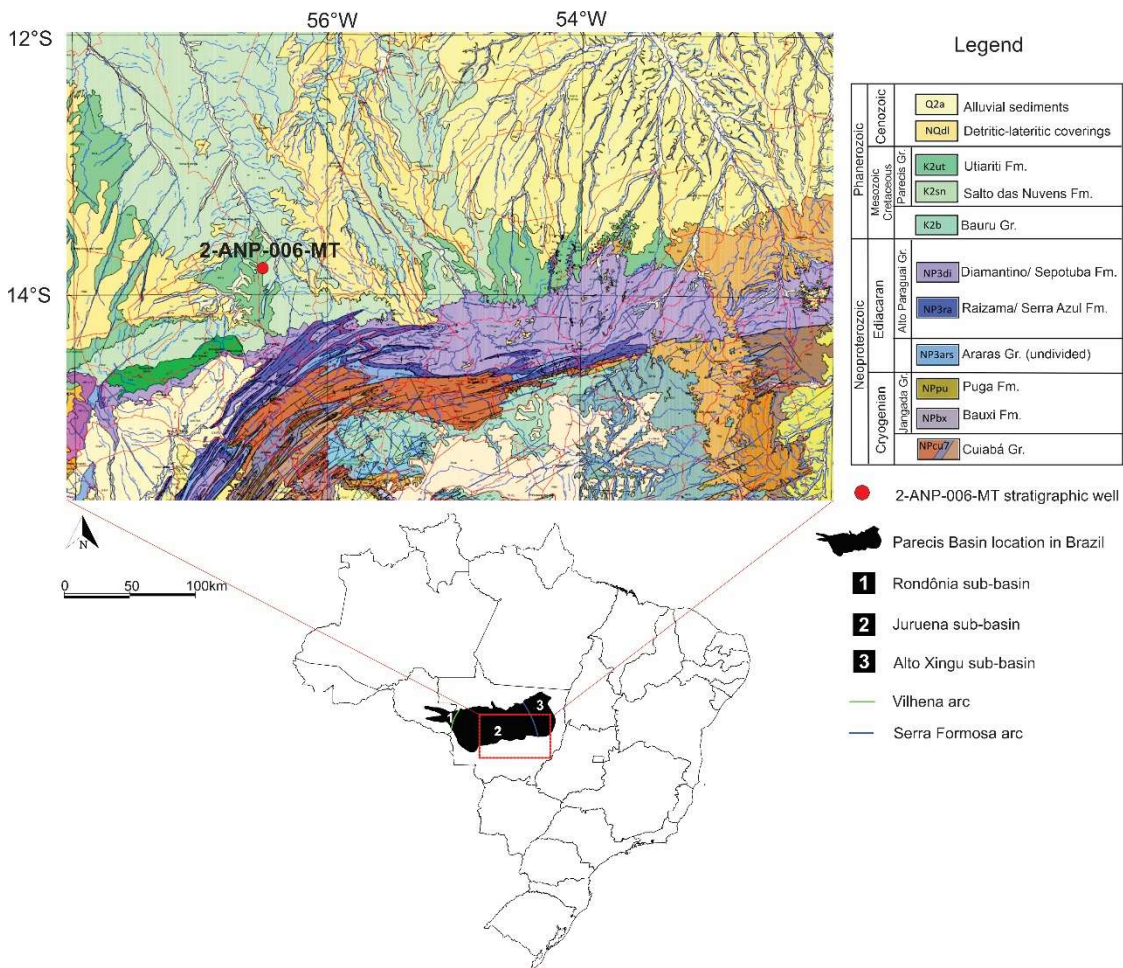 56°W
54°W
12°S
14°S
2-ANP-006-MT
N
0 50 100km
1
2
3
Legend
Phanerozoic
Cenozoic
Q2a Alluvial sediments
NQdl Detritic-lateritic coverings
Mesozoic
Cretaceous
Parecis Gr.
K2ut Utiariti Fm.
K2sn Salto das Nuvens Fm.
K2b Bauru Gr.
Neoproterozoic
Ediacaran
Alto Paraguai Gr.
NP3di Diamantino/ Sepotuba Fm.
NP3ra Raizama/ Serra Azul Fm.
NP3ars Araras Gr. (undivided)
Cryogenian
Jangada Gr.
NPpu Puga Fm.
NPbx Bauxi Fm.
NPcu7 Cuiabá Gr.
2-ANP-006-MT stratigraphic well
Parecis Basin location in Brazil
1 Rondônia sub-basin
2 Juruena sub-basin
3 Alto Xingu sub-basin
Vilhena arc
Serra Formosa arc